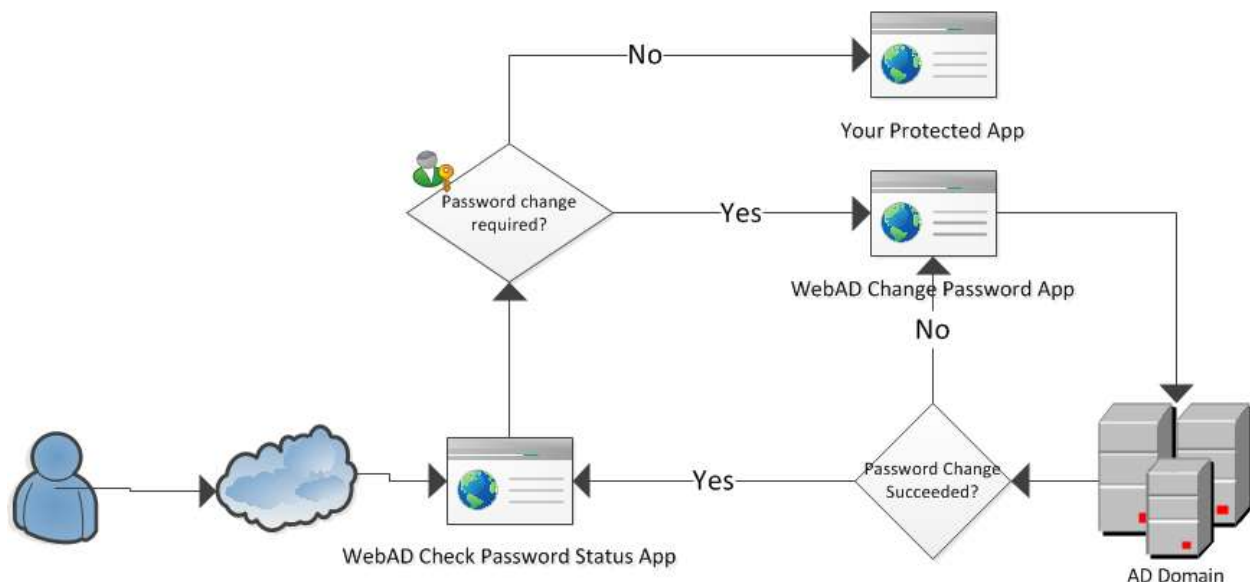 No
Your Protected App
Password change
required?
Yes
WebAD Change Password App
No
Password Change
Succeeded?
Yes
WebAD Check Password Status App
AD Domain